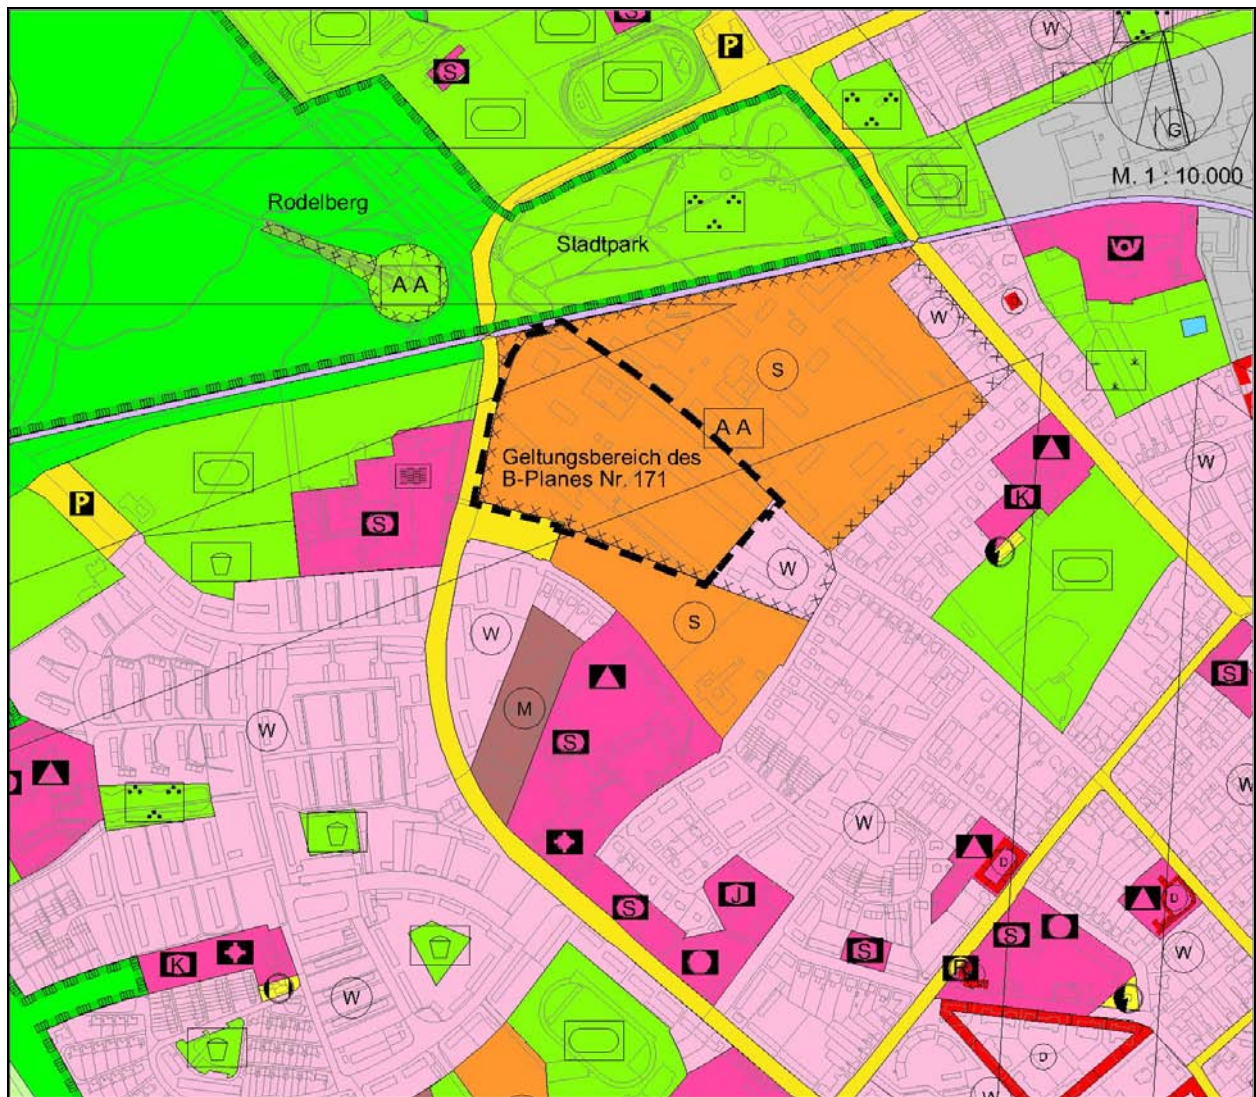 S
P
W
S
G
M. 1 : 10.000
Rodelberg
Stadtpark
A A
W
S
A A
Geltungsbereich des
B-Planes Nr. 171
W
K
P
S
W
W
S
S
M
W
S
W
W
S
J
D
D
S
S
S
W
K
R
W
D
W